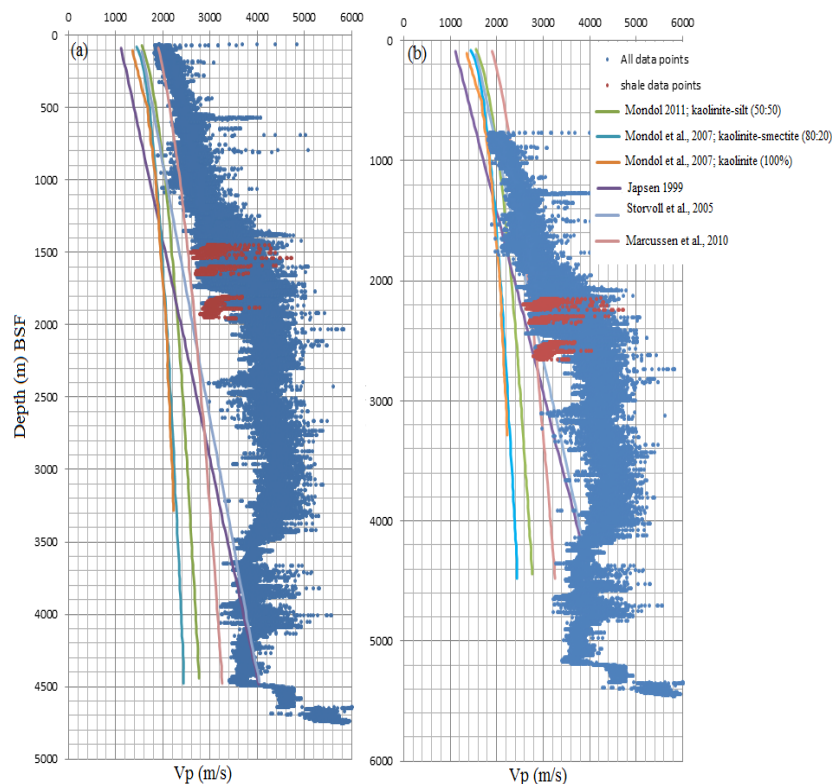 0 1000 2000 3000 4000 5000 6000
0
500
1000
1500
2000
2500
3000
3500
4000
4500
5000
(a)
Depth (m) BSF
Vp (m/s)
0 1000 2000 3000 4000 5000 6000
0
1000
2000
3000
4000
5000
6000
(b)
All data points
shale data points
Mondol 2011; kaolinite-silt (50:50)
Mondol et al., 2007; kaolinite-smectite (80:20)
Mondol et al., 2007; kaolinite (100%)
Japsen 1999
Storvoll et al., 2005
Marcussen et al., 2010
Vp (m/s)